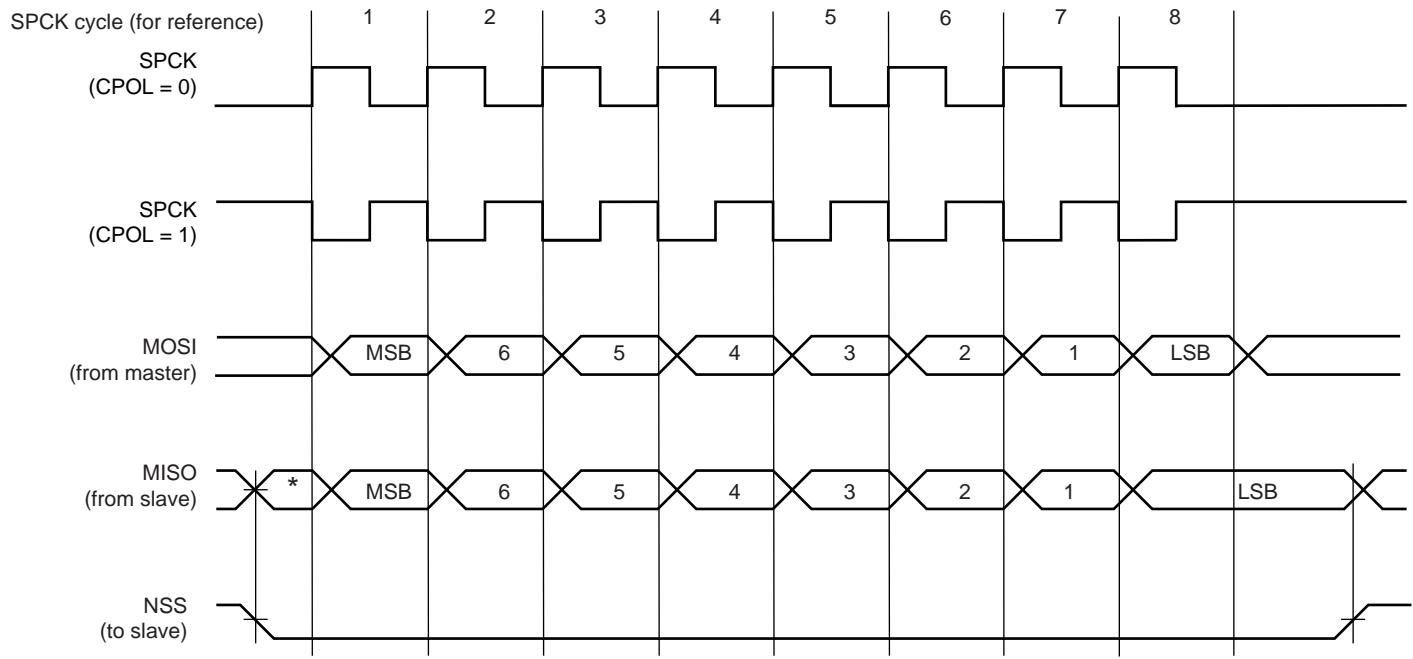 SPCK cycle (for reference) 1 2 3 4 5 6 7 8
SPCK
(CPOL = 0)
SPCK
(CPOL = 1)
MOSI
(from master)
MSB 6 5 4 3 2 1 LSB
MISO
(from slave)
* MSB 6 5 4 3 2 1 LSB
NSS
(to slave)